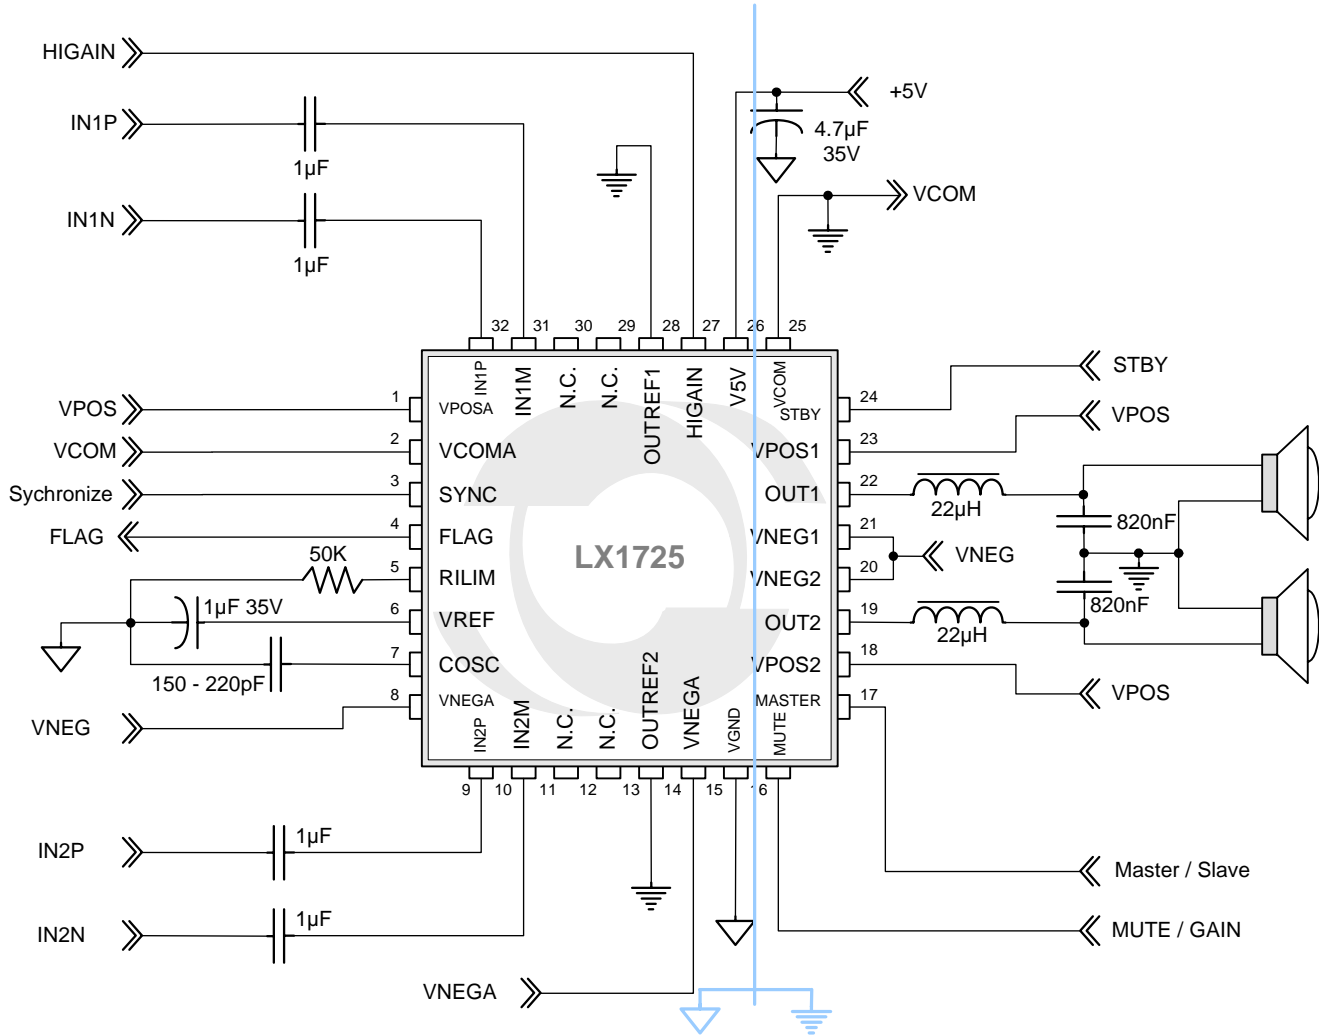 HIGAIN
+5V
IN1P
4.7µF
35V
1µF
VCOM
IN1N
1µF
32 31 30 29 28 27 26 25
IN1P IN1M N.C. N.C. OUTREF1 HIGAIN V5V VCOM
STBY
VPOS 1 VPOSA STBY 24
VPOS
VCOM 2 VCOMA VPOS1 23
Sychronize 3 SYNC OUT1 22
22µH
820nF
FLAG 4 FLAG VNEG1 21
LX1725
VNEG
50K
5 RILIM VNEG2 20
820nF
1µF 35V
6 VREF OUT2 19
22µH
7 COSC VPOS2 18
150 - 220pF
VPOS
8 VNEGA MASTER 17
VNEG
IN2P IN2M N.C. N.C. OUTREF2 VNEGA VGND MUTE
9 10 11 12 13 14 15 16
1µF
IN2P
Master / Slave
1µF
IN2N
MUTE / GAIN
VNEGA